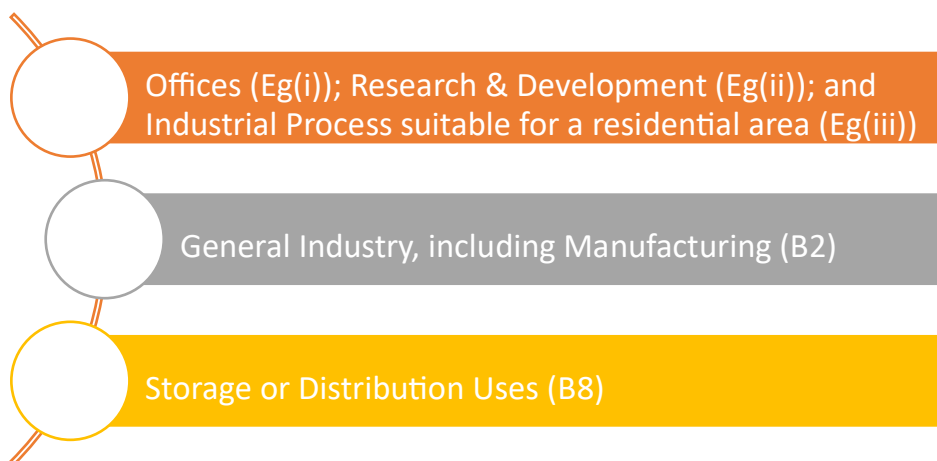 Offices (Eg(i)); Research & Development (Eg(ii)); and
Industrial Process suitable for a residential area (Eg(iii))
General Industry, including Manufacturing (B2)
Storage or Distribution Uses (B8)